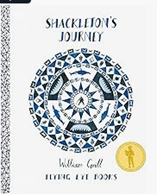 SHACKLETON'S
JOURNEY
William Grill
FLYING EYE BOOKS